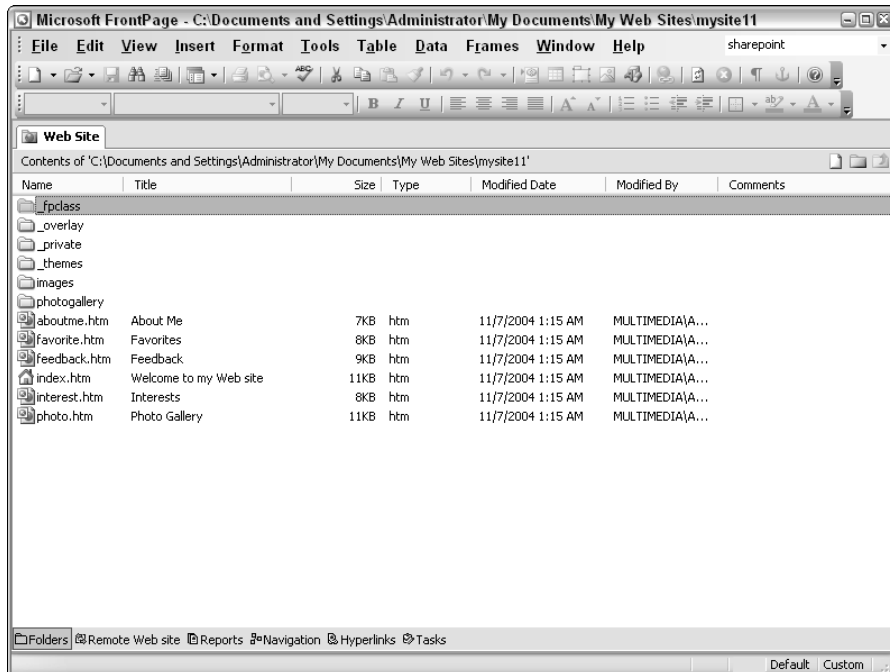 Microsoft FrontPage - C:\Documents and Settings\Administrator\My Documents\My Web Sites\mysite11
File Edit View Insert Format Tools Table Data Frames Window Help sharepoint
ABC B I U A A ab A
Web Site
Contents of 'C:\Documents and Settings\Administrator\My Documents\My Web Sites\mysite11'
Name Title Size Type Modified Date Modified By Comments
_fpclass
_overlay
_private
_themes
images
photogallery
aboutme.htm About Me 7KB htm 11/7/2004 1:15 AM MULTIMEDIA\A...
favorite.htm Favorites 8KB htm 11/7/2004 1:15 AM MULTIMEDIA\A...
feedback.htm Feedback 9KB htm 11/7/2004 1:15 AM MULTIMEDIA\A...
index.htm Welcome to my Web site 11KB htm 11/7/2004 1:15 AM MULTIMEDIA\A...
interest.htm Interests 8KB htm 11/7/2004 1:15 AM MULTIMEDIA\A...
photo.htm Photo Gallery 11KB htm 11/7/2004 1:15 AM MULTIMEDIA\A...
Folders Remote Web site Reports Navigation Hyperlinks Tasks
Default Custom